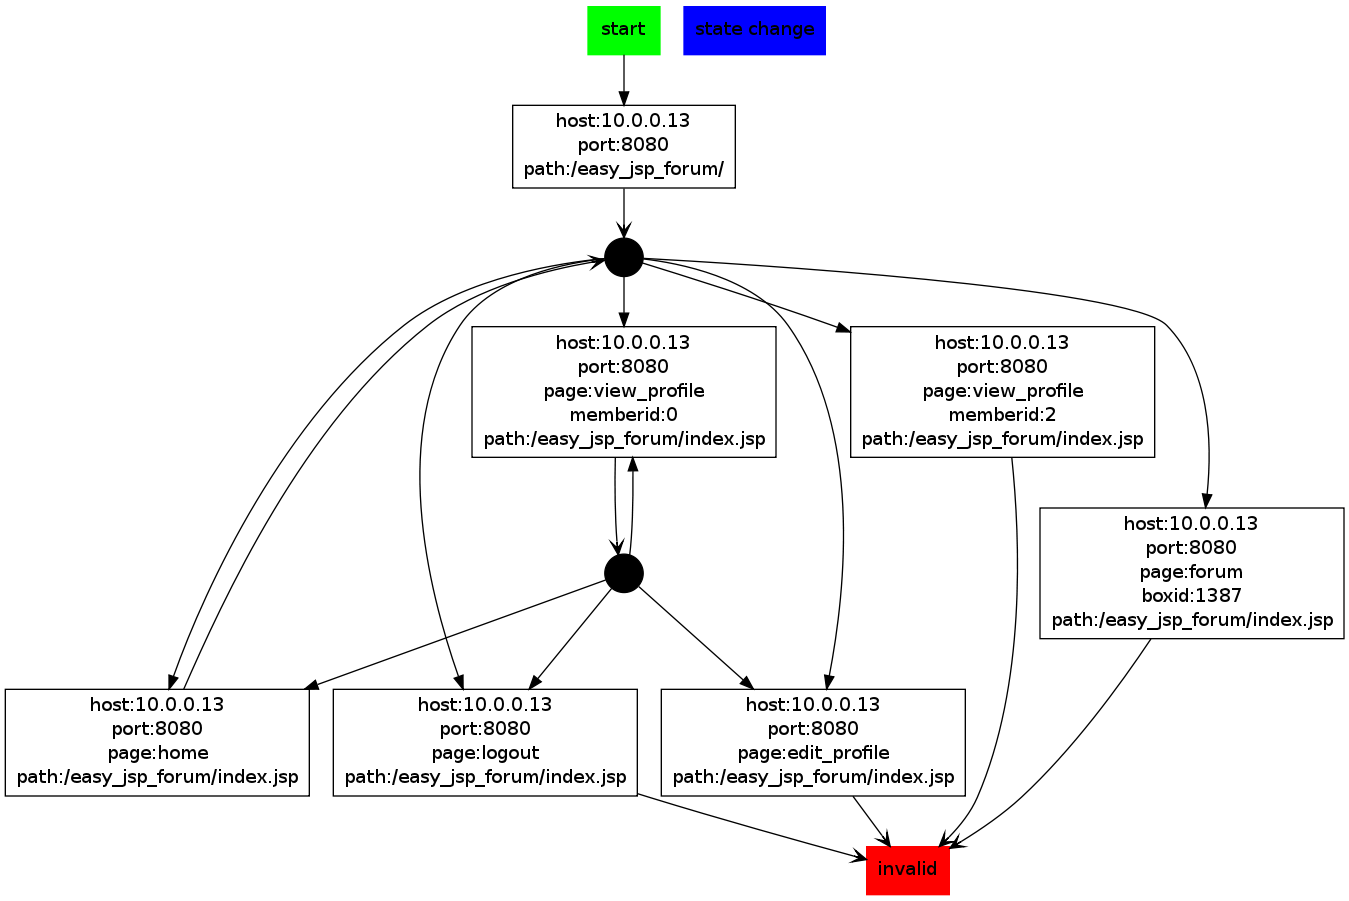 start
state change
host:10.0.0.13
port:8080
path:/easy_jsp_forum/
host:10.0.0.13
port:8080
page:view_profile
memberid:0
path:/easy_jsp_forum/index.jsp
host:10.0.0.13
port:8080
page:view_profile
memberid:2
path:/easy_jsp_forum/index.jsp
host:10.0.0.13
port:8080
page:forum
boxid:1387
path:/easy_jsp_forum/index.jsp
host:10.0.0.13
port:8080
page:home
path:/easy_jsp_forum/index.jsp
host:10.0.0.13
port:8080
page:logout
path:/easy_jsp_forum/index.jsp
host:10.0.0.13
port:8080
page:edit_profile
path:/easy_jsp_forum/index.jsp
invalid